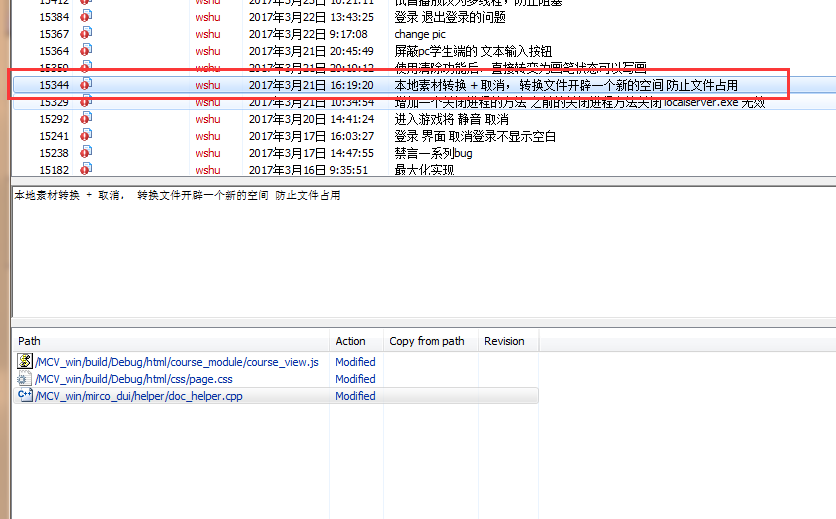 15412 wshu 2017年3月23日 10:21:11 试音播放改为多线程，防止阻塞
15384 wshu 2017年3月22日 13:43:25 登录 退出登录的问题
15367 wshu 2017年3月22日 9:17:08 change pic
15364 wshu 2017年3月21日 20:45:49 屏蔽pc学生端的 文本输入按钮
15350 wshu 2017年3月21日 20:19:12 使用清除功能后，直接转变为画笔状态可以写画
15344 wshu 2017年3月21日 16:19:20 本地素材转换 + 取消， 转换文件开辟一个新的空间 防止文件占用
15329 wshu 2017年3月21日 10:34:54 增加一个关闭进程的方法 之前的关闭进程方法关闭 localserver.exe 无效
15292 wshu 2017年3月20日 14:41:24 进入游戏将 静音 取消
15241 wshu 2017年3月17日 16:03:27 登录 界面 取消登录不显示空白
15238 wshu 2017年3月17日 14:47:55 禁言一系列bug
15182 wshu 2017年3月16日 9:35:51 最大化实现
本地素材转换 + 取消， 转换文件开辟一个新的空间 防止文件占用
Path Action Copy from path Revision
/MCV_win/build/Debug/html/course_module/course_view.js Modified
/MCV_win/build/Debug/html/css/page.css Modified
/MCV_win/mirco_dui/helper/doc_helper.cpp Modified